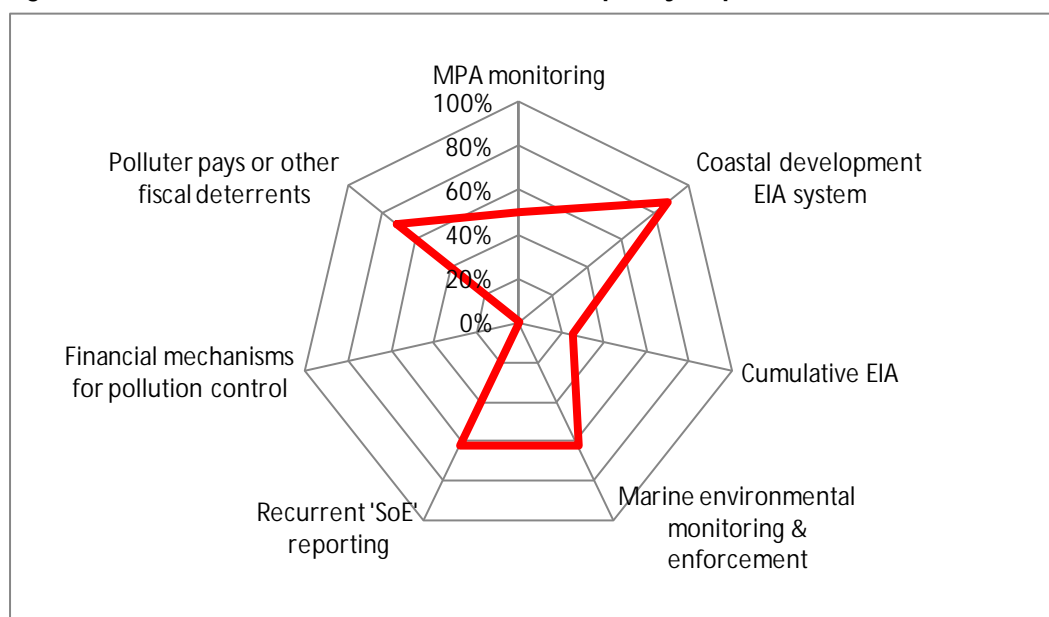 MPA monitoring
100%
80%
60%
40%
20%
0%
Coastal development
EIA system
Cumulative EIA
Marine environmental
monitoring &
enforcement
Recurrent 'SoE'
reporting
Financial mechanisms
for pollution control
Polluter pays or other
fiscal deterrents